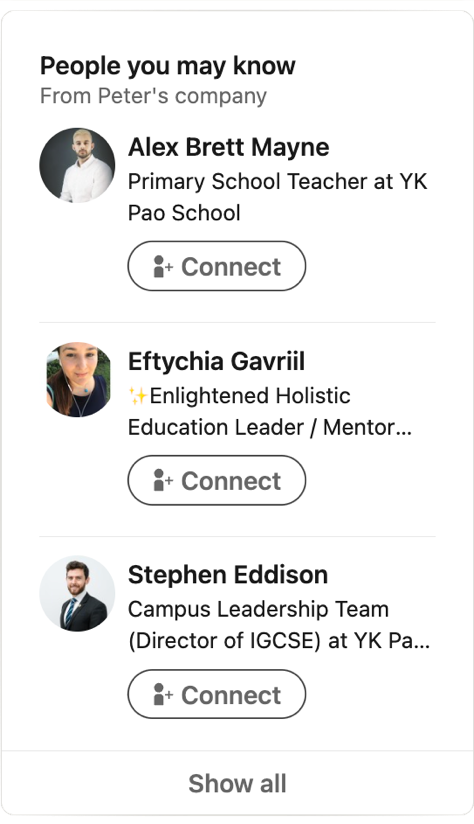 People you may know
From Peter's company
Alex Brett Mayne
Primary School Teacher at YK
Pao School
Connect
Eftychia Gavriil
✨Enlightened Holistic
Education Leader / Mentor...
Connect
Stephen Eddison
Campus Leadership Team
(Director of IGCSE) at YK Pa...
Connect
Show all